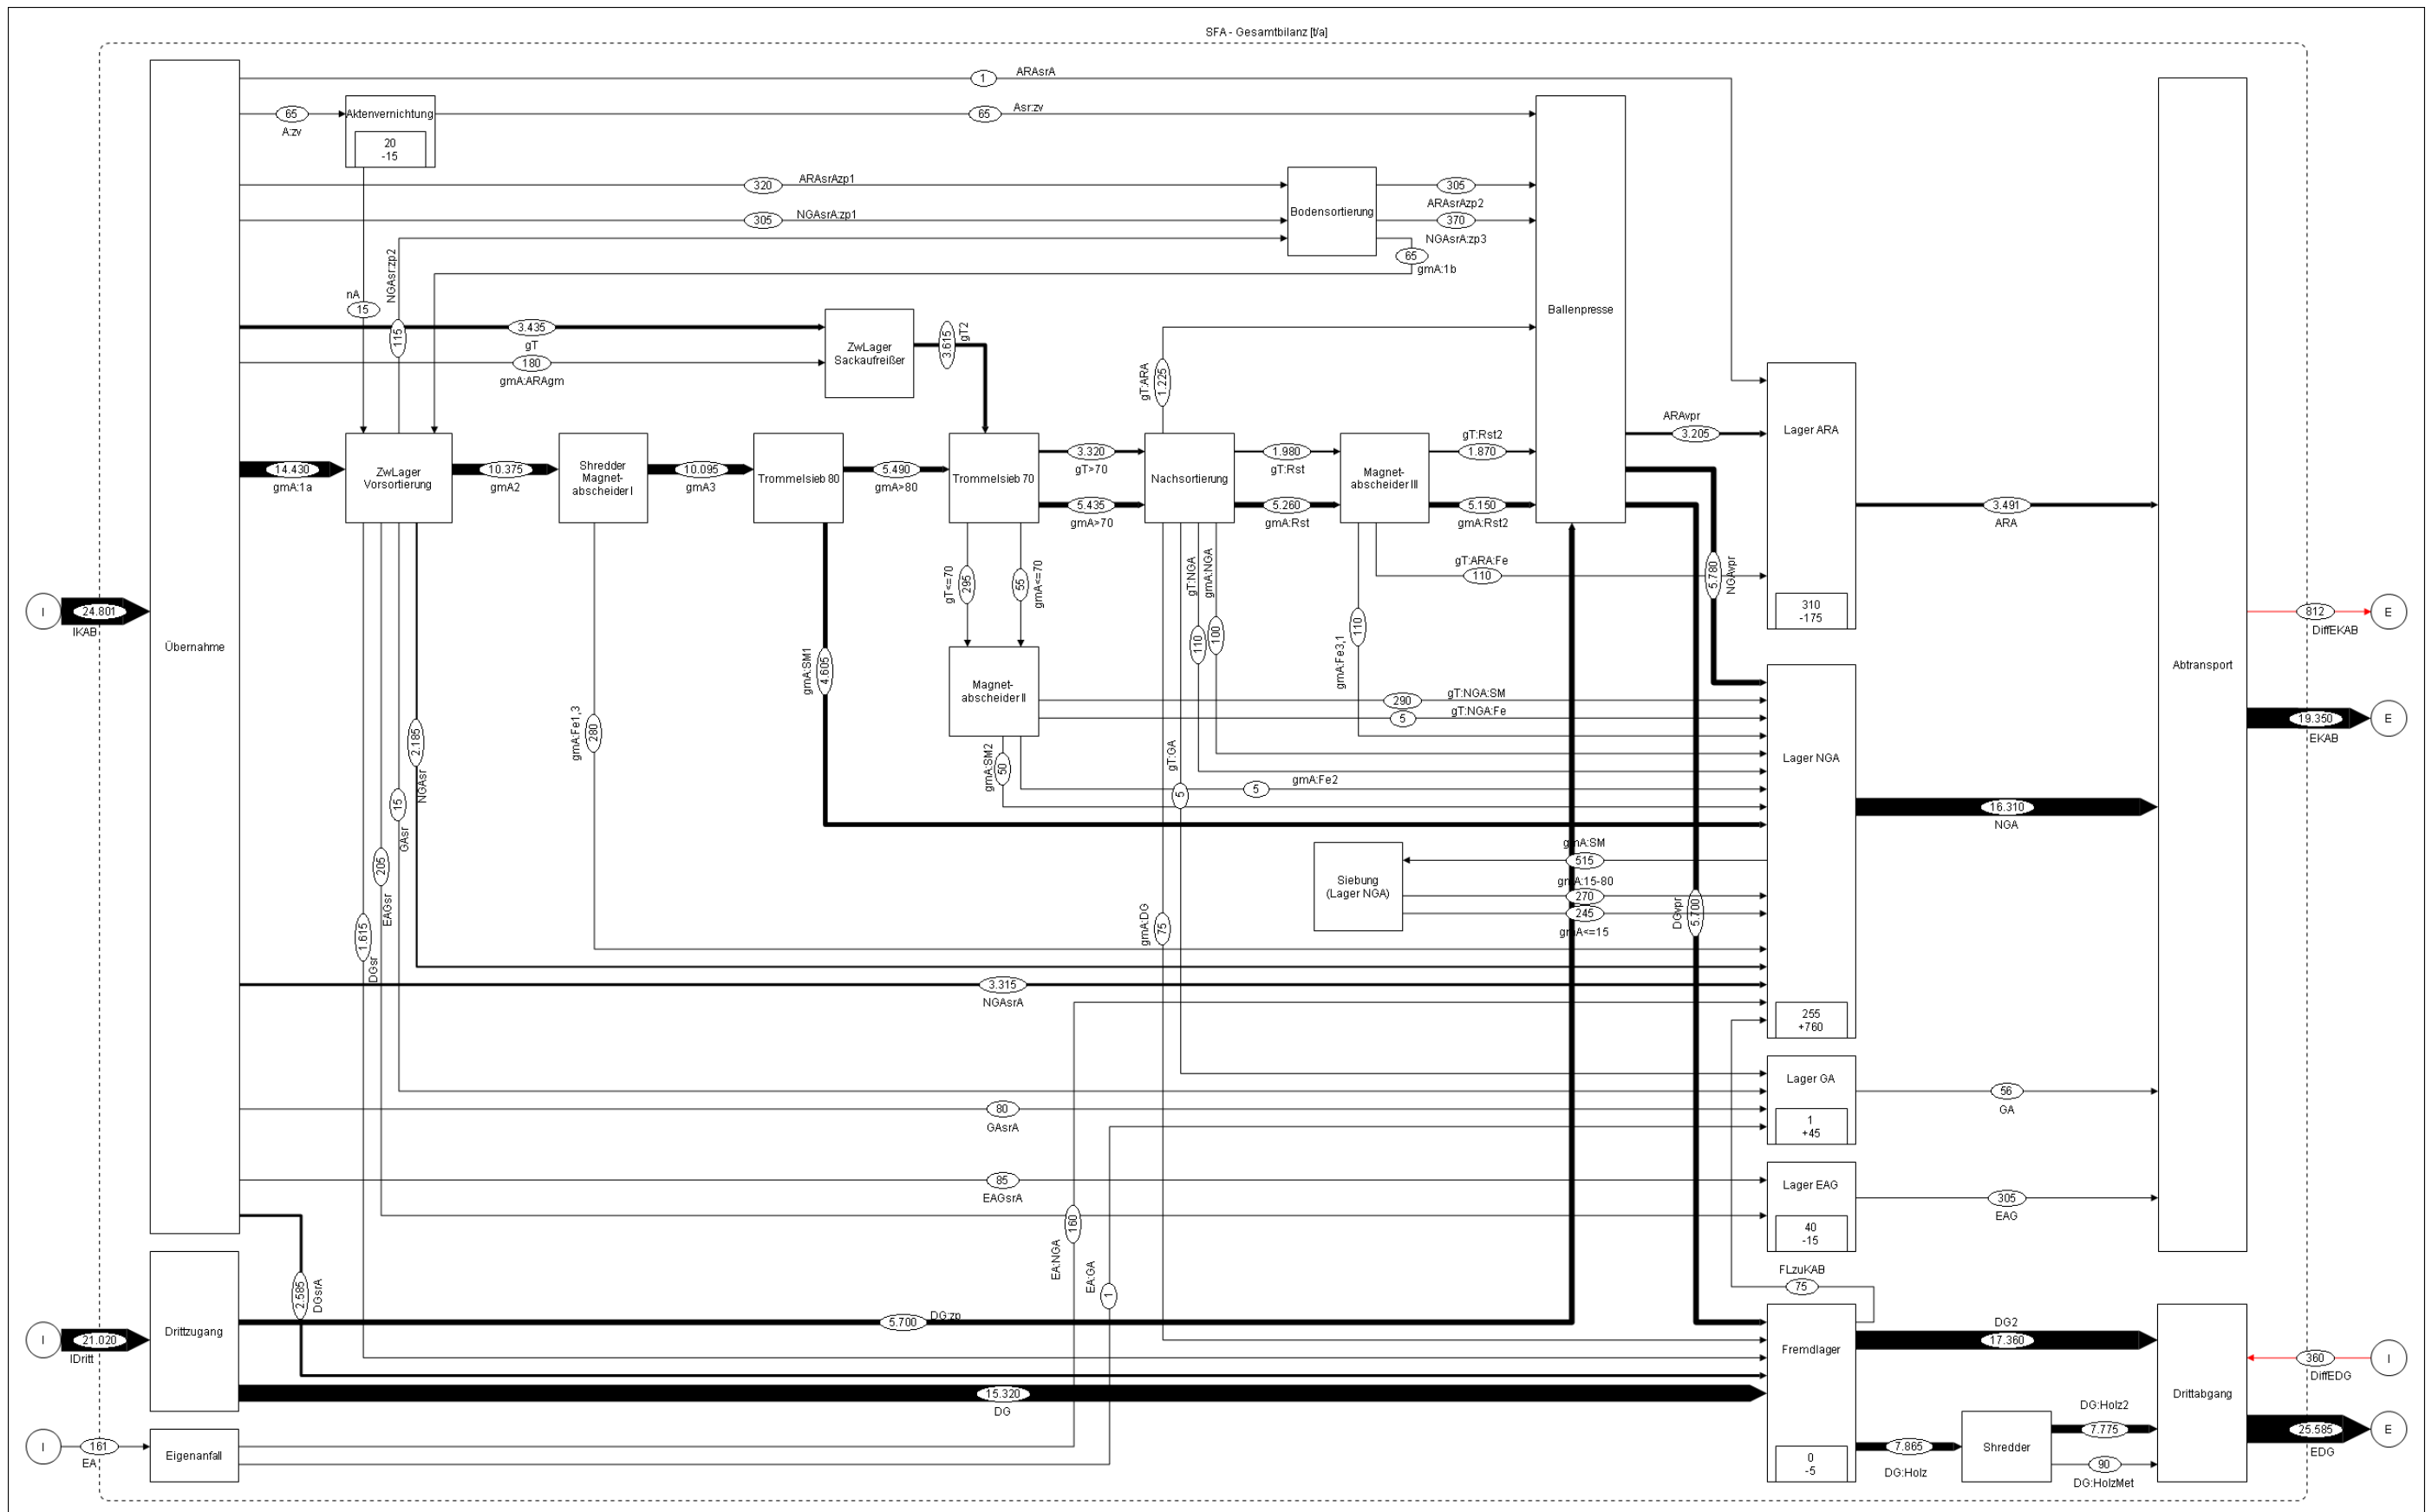 SFA - Gesamtbilanz [t/a]
1
ARAsrA
65
A:zv
Aktenvernichtung
20
-15
65
Asr:zv
320
ARAsrAzp1
305
NGAsrA:zp1
Bodensortierung
305
ARAsrAzp2
370
NGAsrA:zp3
65
gmA:1b
NGAsr:zp2
115
nA
15
3.435
gT
180
gmA:ARAgm
ZwLager
Sackaufreißer
3.615
gT2
Ballenpresse
gT:ARA
1.225
14.430
gmA:1a
ZwLager
Vorsortierung
10.375
gmA2
Shredder
Magnet-
abscheider I
10.095
gmA3
Trommelsieb 80
5.490
gmA>80
Trommelsieb 70
3.320
gT>70
5.435
gmA>70
Nachsortierung
1.980
gT:Rst
5.260
gmA:Rst
Magnet-
abscheider III
gT:Rst2
1.870
5.150
gmA:Rst2
ARAvpr
3.205
Lager ARA
310
-175
3.491
ARA
gT<=70
295
55
gmA<=70
gT:NGA
110
gmA:NGA
100
gmA:Fe3,1
110
gT:ARA:Fe
110
5.780
NGAvpr
I
24.801
IKAB
Übernahme
Abtransport
812
DiffEKAB
E
19.350
EKAB
E
gmA:SM1
4.605
Magnet-
abscheider II
290
gT:NGA:SM
5
gT:NGA:Fe
gmA:SM2
50
5
gmA:Fe2
gT:GA
5
gmA:Fe1,3
280
2.185
NGAsr
15
GAsr
205
EAGsr
1.615
DGsr
Lager NGA
255
+760
16.310
NGA
Siebung
(Lager NGA)
gmA:SM
515
gmA:15-80
270
245
gmA<=15
DGvpr
5.700
gmA:DG
75
3.315
NGAsrA
Lager GA
1
+45
56
GA
80
GAsrA
85
EAGsrA
Lager EAG
40
-15
305
EAG
EA:NGA
160
EA:GA
1
2.585
DGsrA
FLzuKAB
75
I
21.020
IDritt
Drittzugang
5.700
DG:zp
15.320
DG
Fremdlager
0
-5
DG2
17.360
360
DiffEDG
I
Drittabgang
I
161
EA
Eigenanfall
7.865
DG:Holz
Shredder
DG:Holz2
7.775
90
DG:HolzMet
25.585
EDG
E